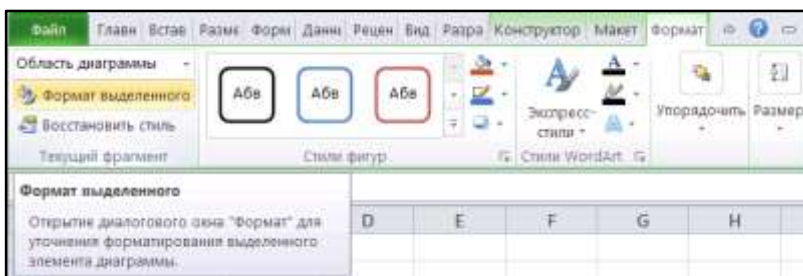 Файл Главн Встав Разме Форм Данны Рецен Вид Разра Конструктор Макет Формат
Область диаграммы
Формат выделенного
Восстановить стиль
Текущий фрагмент
Абв Абв Абв
Стили фигур
Экспресс-
стили
Стили WordArt
Упорядочить
Размер
Формат выделенного
Открытие диалогового окна "Формат" для
уточнения форматирования выделенного
элемента диаграммы.
D E F G H